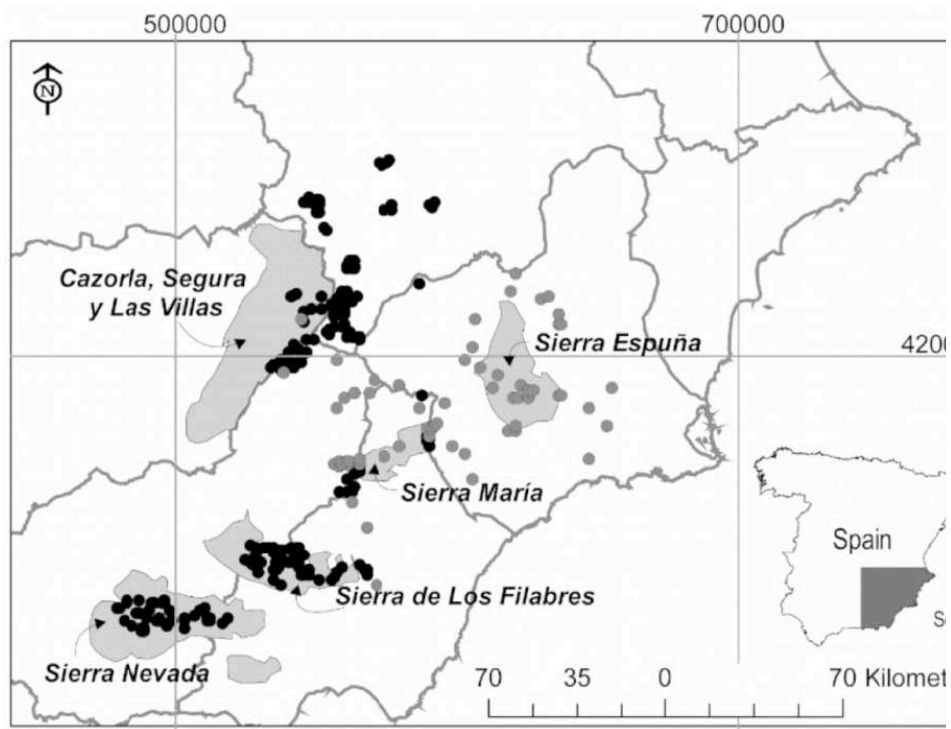 500000 700000
N
Cazorla, Segura
y Las Villas
Sierra Espuña
4200
Sierra María
Spain
Sierra de Los Filabres
Sierra Nevada
70 35 0 70 Kilomet